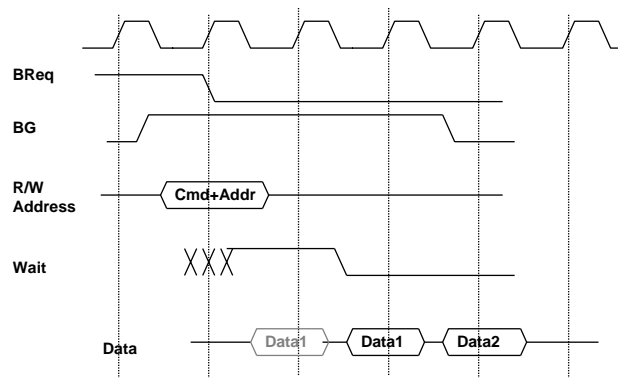 BReq
BG
R/W
Address
Cmd+Addr
Wait
Data
Data1
Data1
Data2